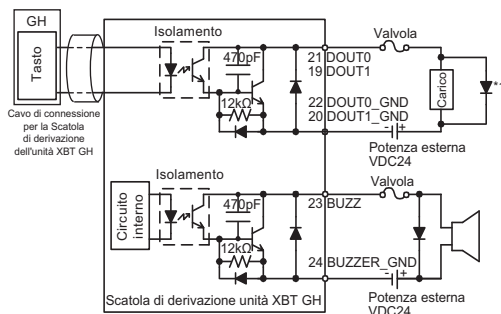 GH
Tasto
Cavo di connessione
per la Scatola
di derivazione
dell'unità XBT GH
Isolamento
470pF
12kΩ
21 DOUT0
19 DOUT1
22 DOUT0_GND
20 DOUT1_GND
Valvola
Carico
*1
- +
Potenza esterna
VDC24
Isolamento
Circuito
interno
470pF
12kΩ
23 BUZZ
24 BUZZER_GND
Valvola
- +
Potenza esterna
VDC24
Scatola di derivazione unità XBT GH